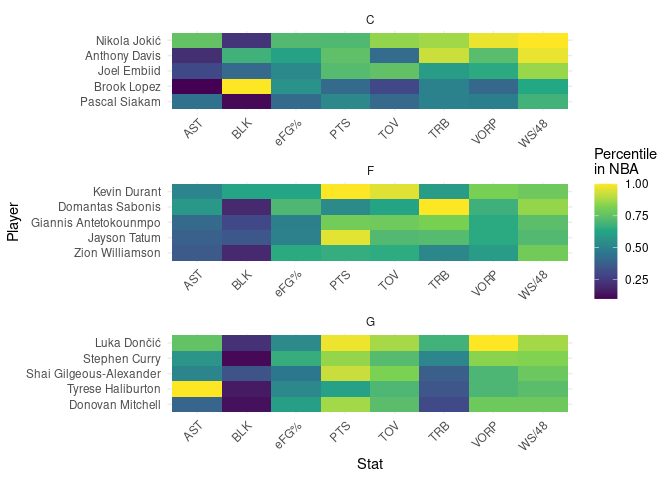 C
Nikola Jokić
Anthony Davis
Joel Embiid
Brook Lopez
Pascal Siakam
AST BLK eFG% PTS TOV TRB VORP WS/48
F
Kevin Durant
Domantas Sabonis
Giannis Antetokounmpo
Jayson Tatum
Zion Williamson
AST BLK eFG% PTS TOV TRB VORP WS/48
G
Luka Dončić
Stephen Curry
Shai Gilgeous-Alexander
Tyrese Haliburton
Donovan Mitchell
AST BLK eFG% PTS TOV TRB VORP WS/48
Stat
Player
Percentile
in NBA
1.00
0.75
0.50
0.25